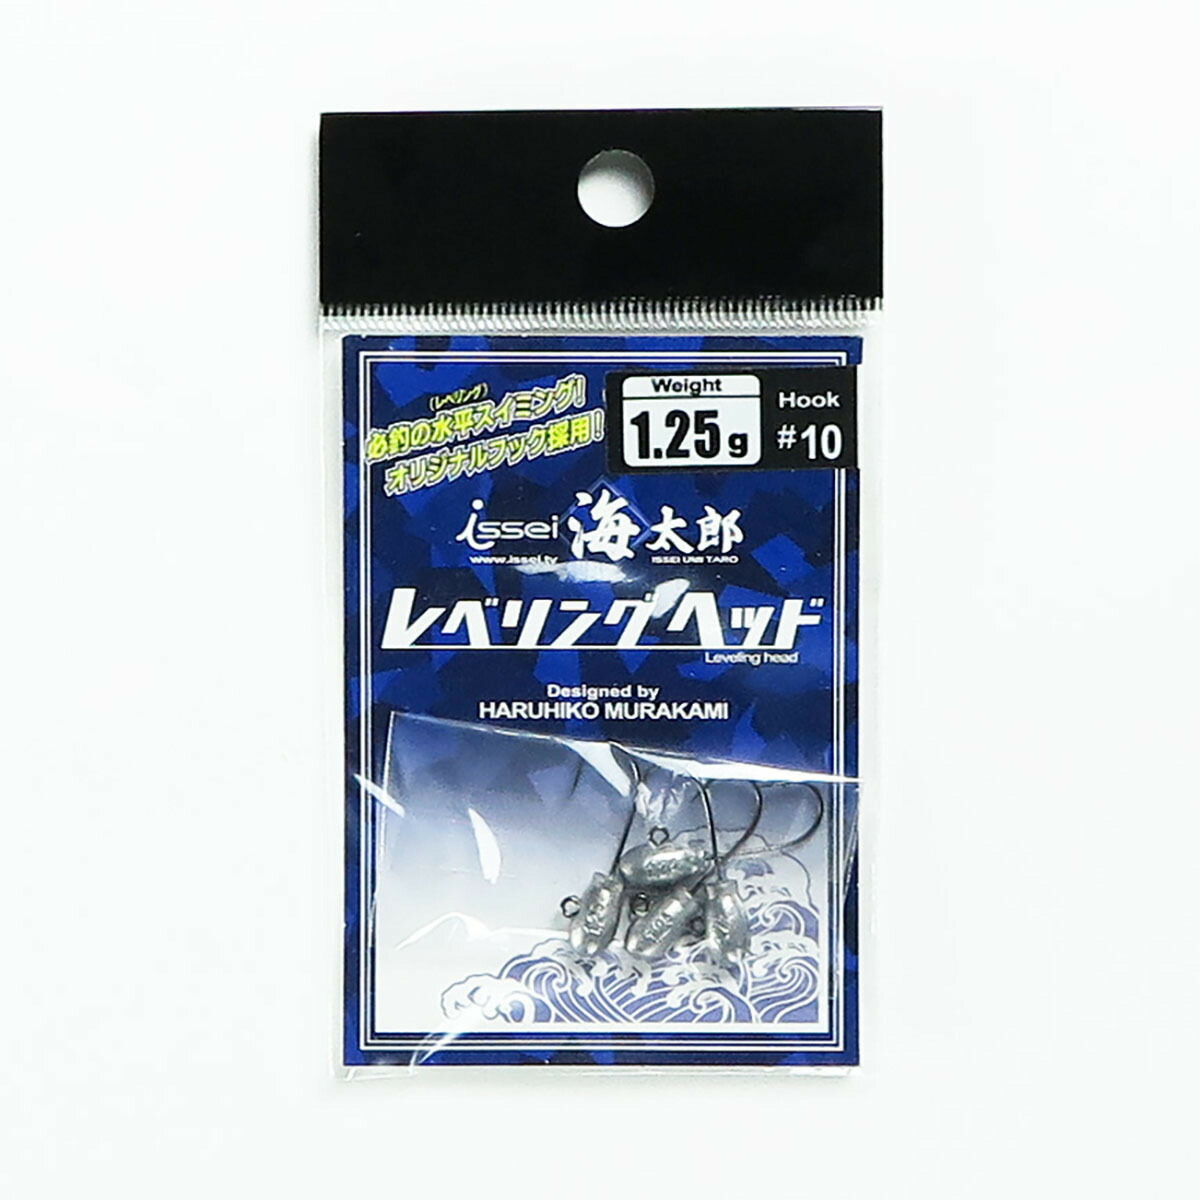 (レベリング)
必釣の水平スイミング!
オリジナルフック採用!
Weight
1.25g
Hook
#10
issei 海太郎
www.issei.tv ISSEI UMI TARO
レベリングヘッド
Leveling head
Designed by
HARUHIKO MURAKAMI